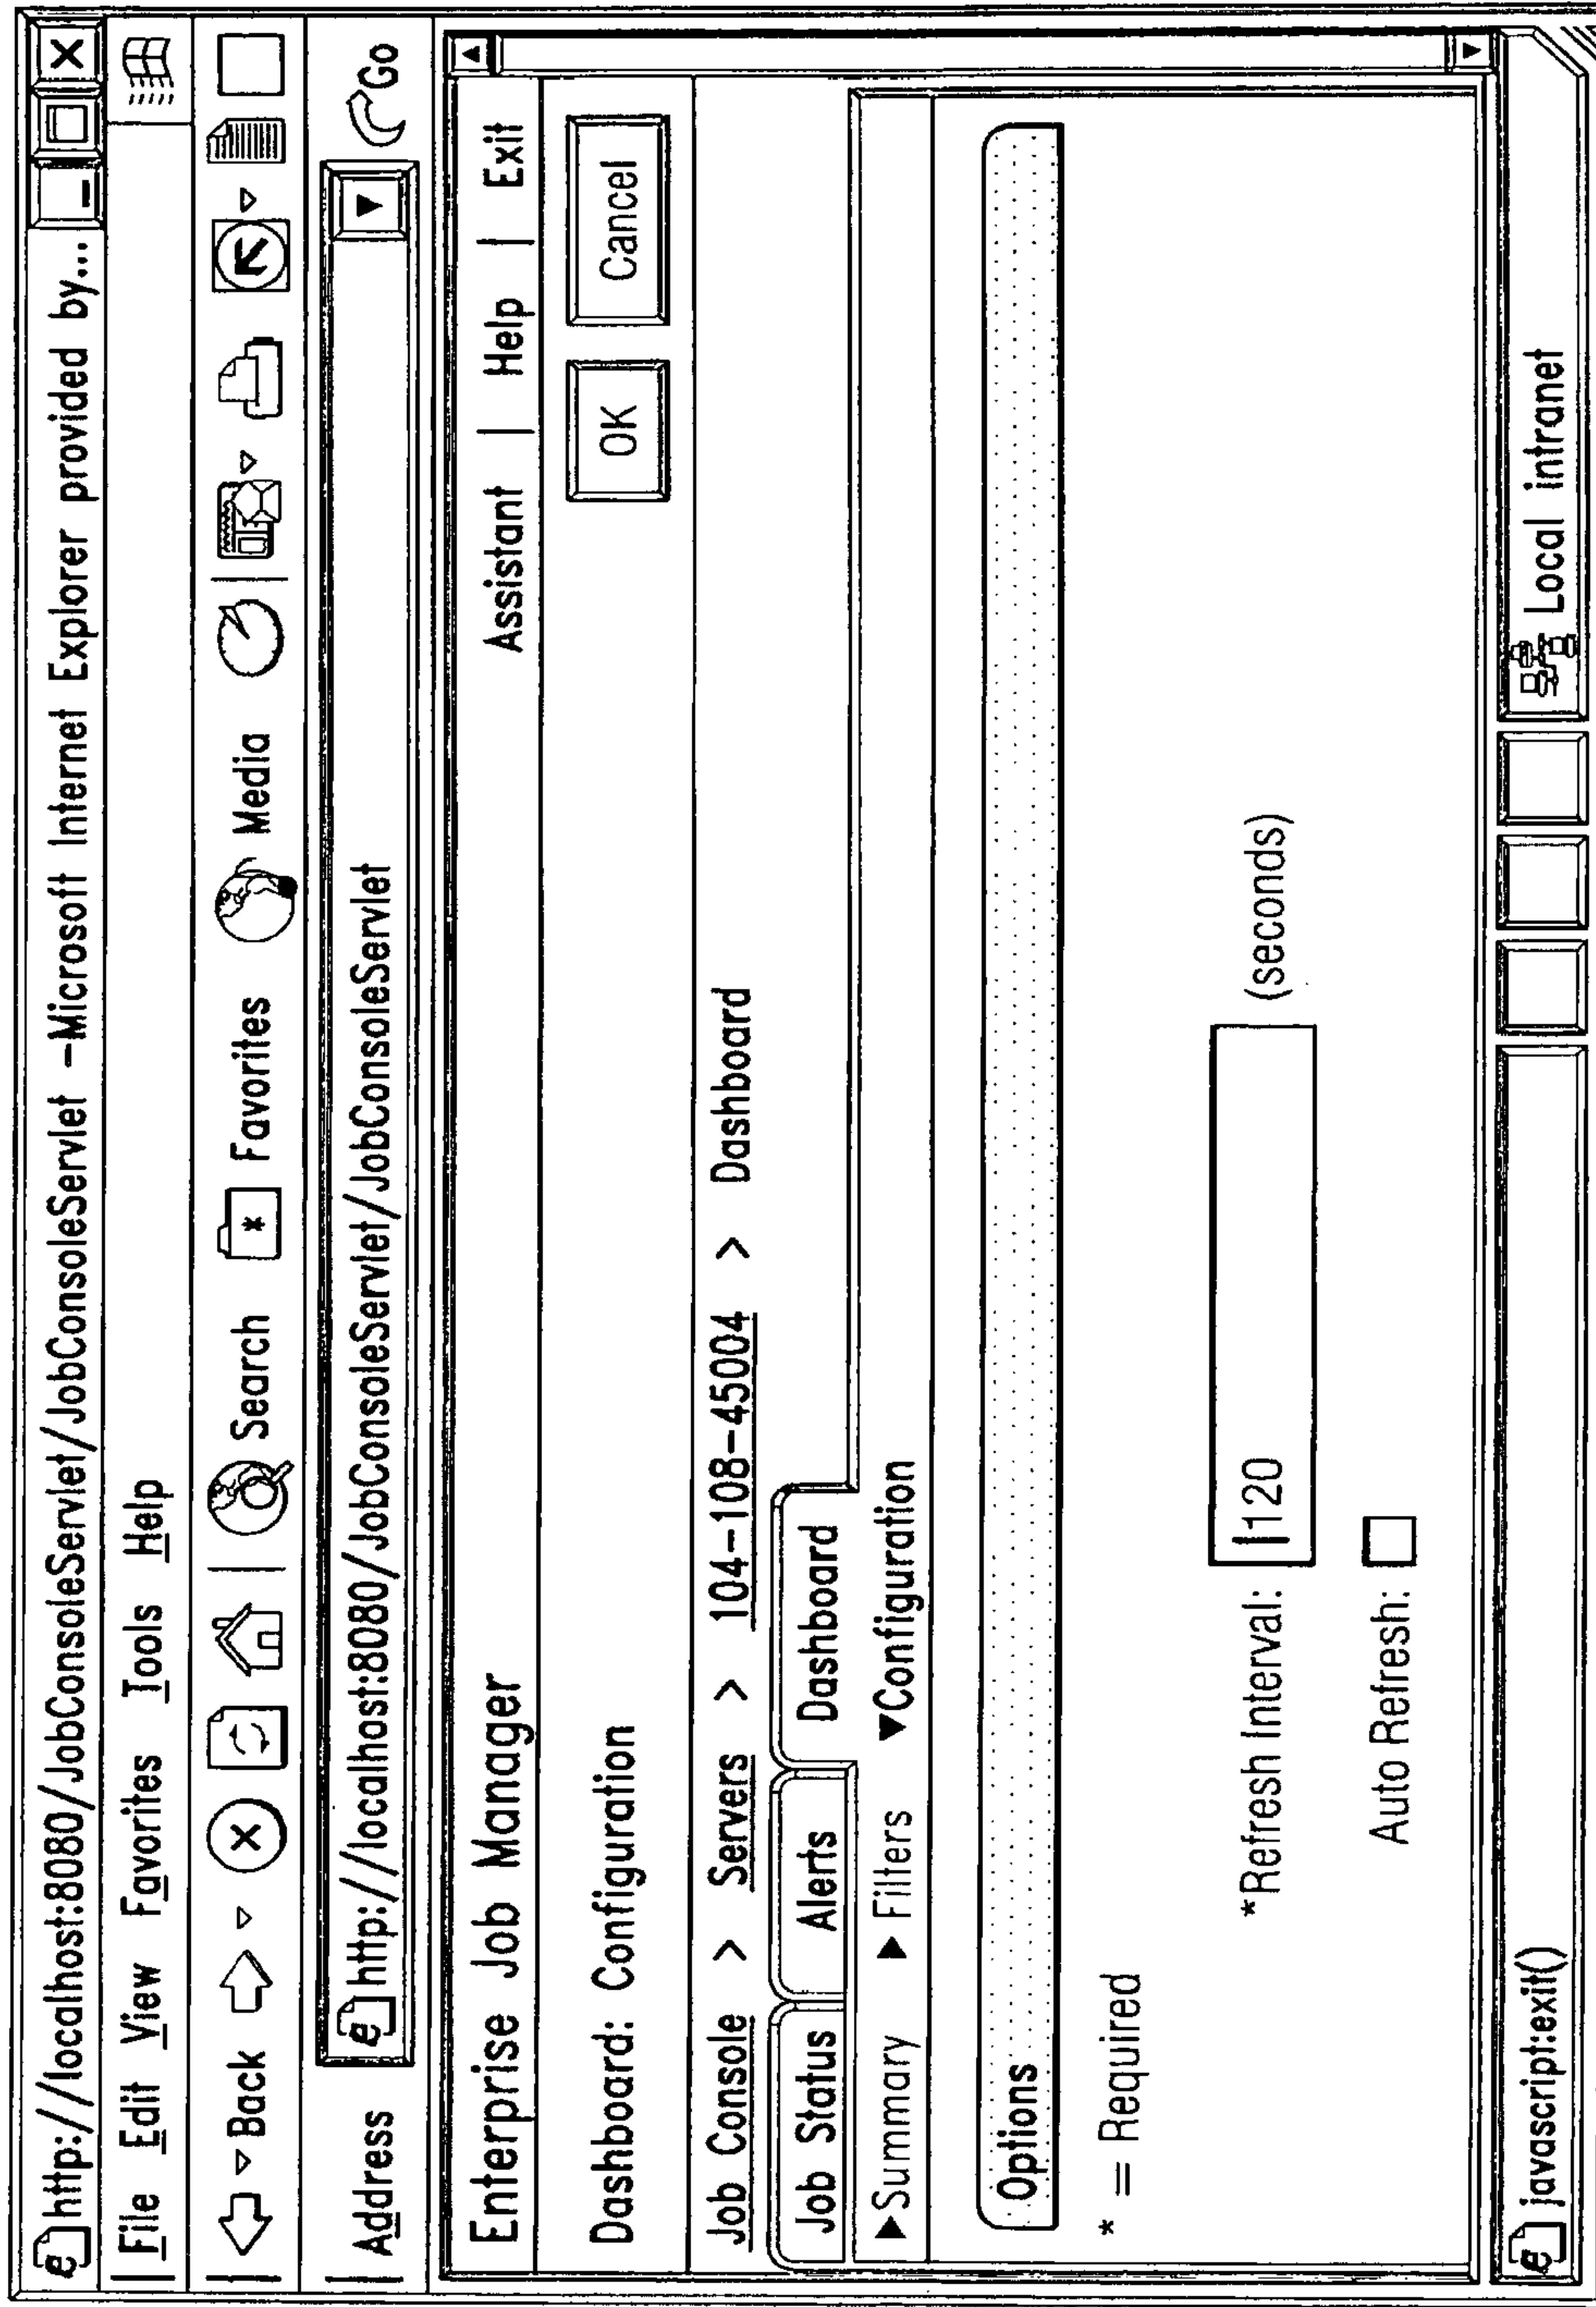 http://localhost:8080/JobConsoleServlet/JobConsoleServlet -Microsoft Internet Explorer provided by...
File Edit View Favorites Tools Help
Back Search Favorites Media
Address http://localhost:8080/JobConsoleServlet/JobConsoleServlet Go
Enterprise Job Manager Assistant | Help | Exit
Dashboard: Configuration OK Cancel
Job Console > Servers > 104-108-45004 > Dashboard
Job Status Alerts Dashboard
▶Summary ▶Filters ▼Configuration
Options
* = Required
*Refresh Interval: 120 (seconds)
Auto Refresh:
javascript:exit() Local intranet